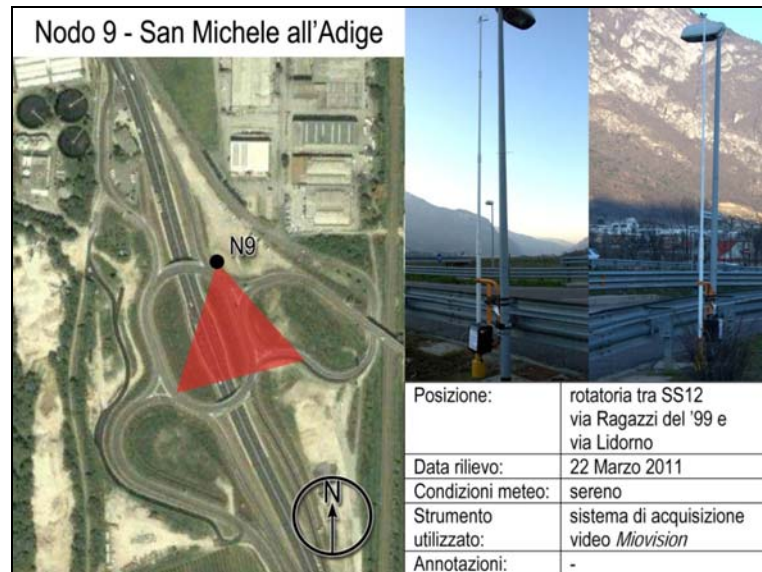 Nodo 9 - San Michele all'Adige
N9
N
Posizione: rotatoria tra SS12
via Ragazzi del '99 e
via Lidorno
Data rilievo: 22 Marzo 2011
Condizioni meteo: sereno
Strumento sistema di acquisizione
utilizzato: video Miovision
Annotazioni: -